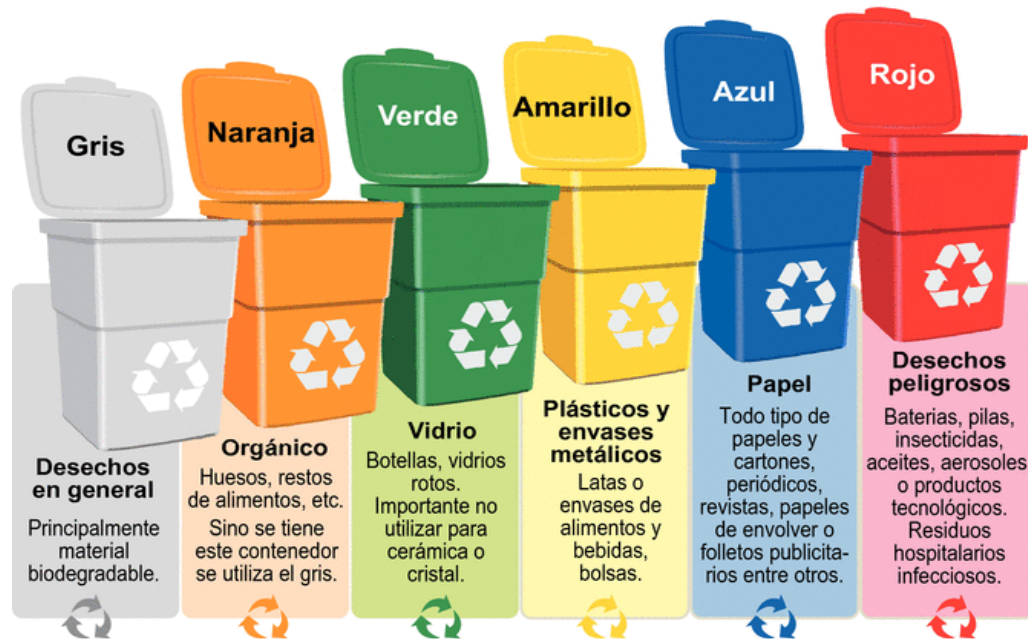 Gris
Naranja
Verde
Amarillo
Azul
Rojo
Desechos
en general
Principalmente
material
biodegradable.
Orgánico
Huesos, restos
de alimentos, etc.
Sino se tiene
este contenedor
se utiliza el gris.
Vidrio
Botellas, vidrios
rotos.
Importante no
utilizar para
cerámica o
cristal.
Plásticos y
envases
metálicos
Latas o
envases de
alimentos y
bebidas,
bolsas.
Papel
Todo tipo de
papeles y
cartones,
periódicos,
revistas, papeles
de envolver o
folletos publicita-
rios entre otros.
Desechos
peligrosos
Baterias, pilas,
insecticidas,
aceites, aerosoles
o productos
tecnológicos.
Residuos
hospitalarios
infecciosos.